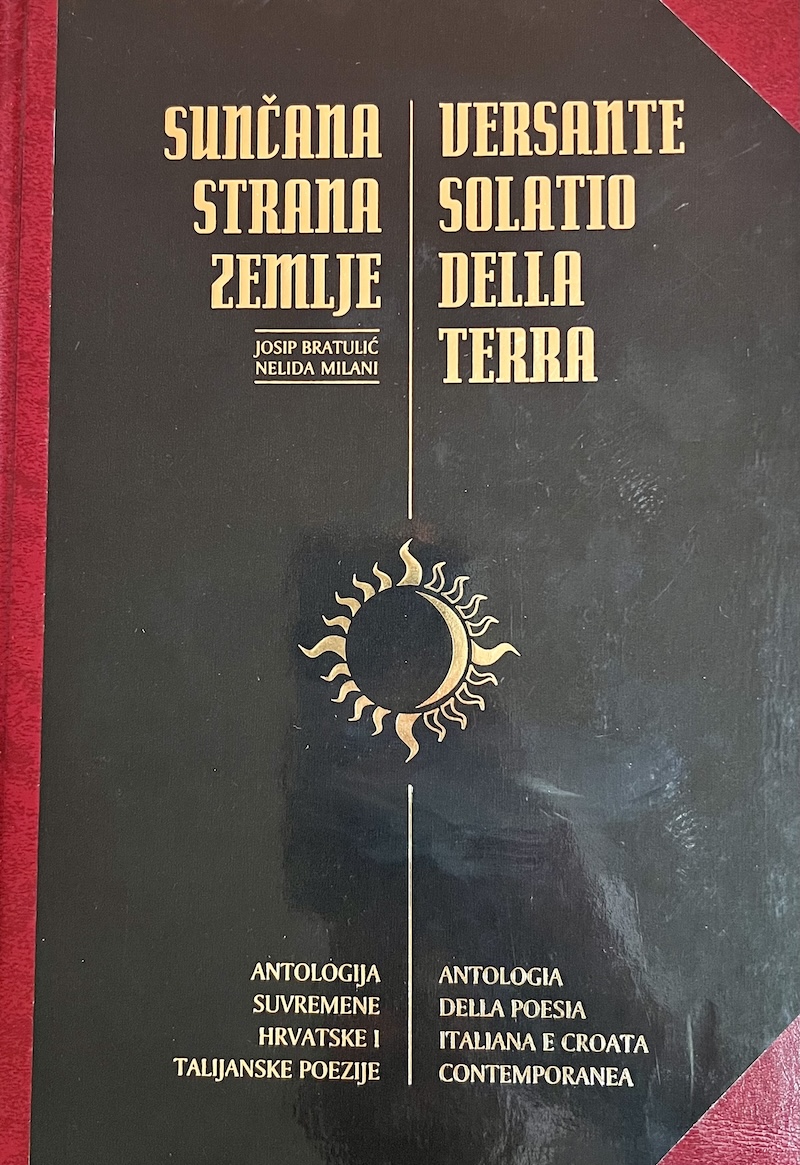 SUNČANA
STRANA
ZEMLJE
JOSIP BRATULIĆ
NELIDA MILANI
VERSANTE
SOLATIO
DELLA
TERRA
ANTOLOGIJA
SUVREMENE
HRVATSKE I
TALIJANSKE POEZIJE
ANTOLOGIA
DELLA POESIA
ITALIANA E CROATA
CONTEMPORANEA